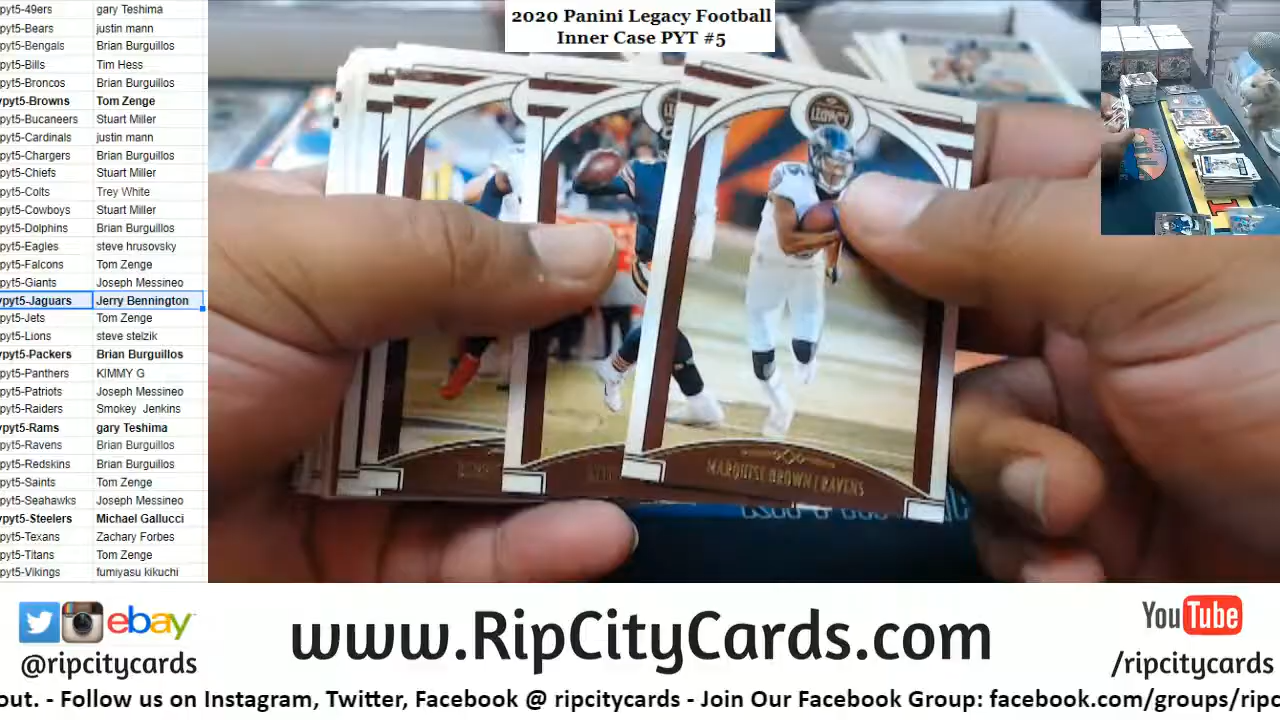 2020 Panini Legacy Football
Inner Case PYT #5
pyt5-49ers gary Teshima
pyt5-Bears justin mann
pyt5-Bengals Brian Burguillos
pyt5-Bills Tim Hess
pyt5-Broncos Brian Burguillos
pyt5-Browns Tom Zenge
pyt5-Bucaneers Stuart Miller
pyt5-Cardinals justin mann
pyt5-Chargers Brian Burguillos
pyt5-Chiefs Stuart Miller
pyt5-Colts Trey White
pyt5-Cowboys Stuart Miller
pyt5-Dolphins Brian Burguillos
pyt5-Eagles steve hrusovsky
pyt5-Falcons Tom Zenge
pyt5-Giants Joseph Messineo
pyt5-Jaguars Jerry Bennington
pyt5-Jets Tom Zenge
pyt5-Lions steve stelzik
pyt5-Packers Brian Burguillos
pyt5-Panthers KIMMY G
pyt5-Patriots Joseph Messineo
pyt5-Raiders Smokey Jenkins
pyt5-Rams gary Teshima
pyt5-Ravens Brian Burguillos
pyt5-Redskins Brian Burguillos
pyt5-Saints Tom Zenge
pyt5-Seahawks Joseph Messineo
pyt5-Steelers Michael Gallucci
pyt5-Texans Zachary Forbes
pyt5-Titans Tom Zenge
pyt5-Vikings fumiyasu kikuchi
LEGACY
MARQUISE BROWN | RAVENS
ebay
@ripcitycards
www.RipCityCards.com
YouTube
/ripcitycards
out. - Follow us on Instagram, Twitter, Facebook @ ripcitycards - Join Our Facebook Group: facebook.com/groups/ripc